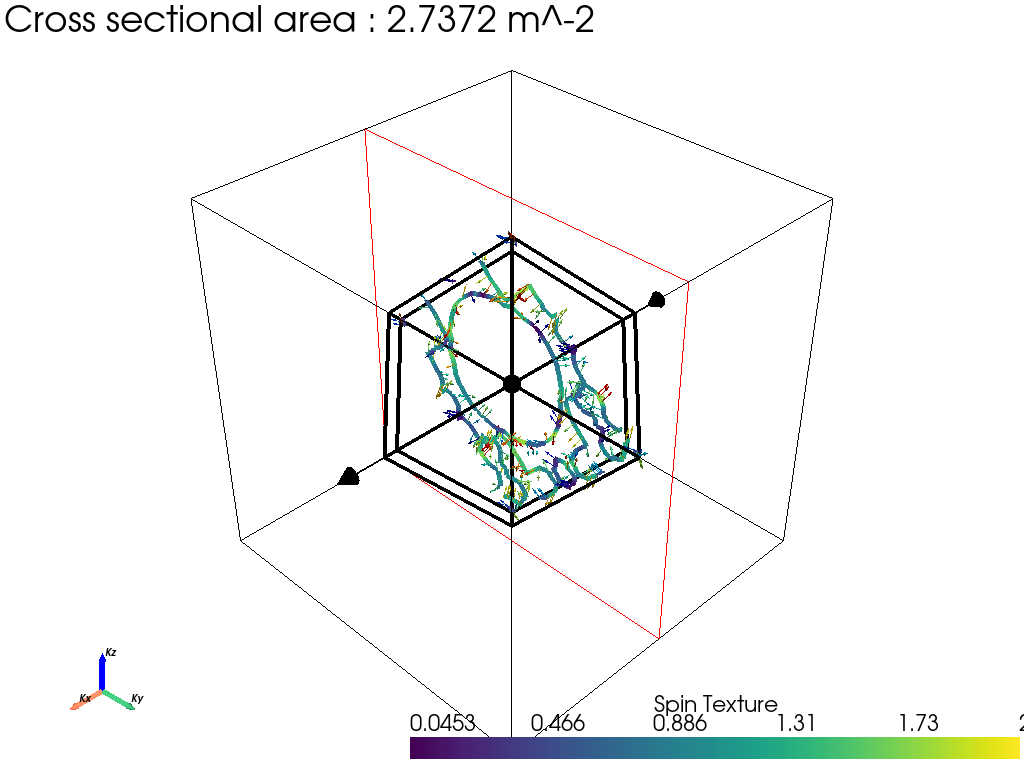 Cross sectional area : 2.7372 m^-2
Kz
Kx
Ky
Spin Texture
0.0453 0.466 0.886 1.31 1.73